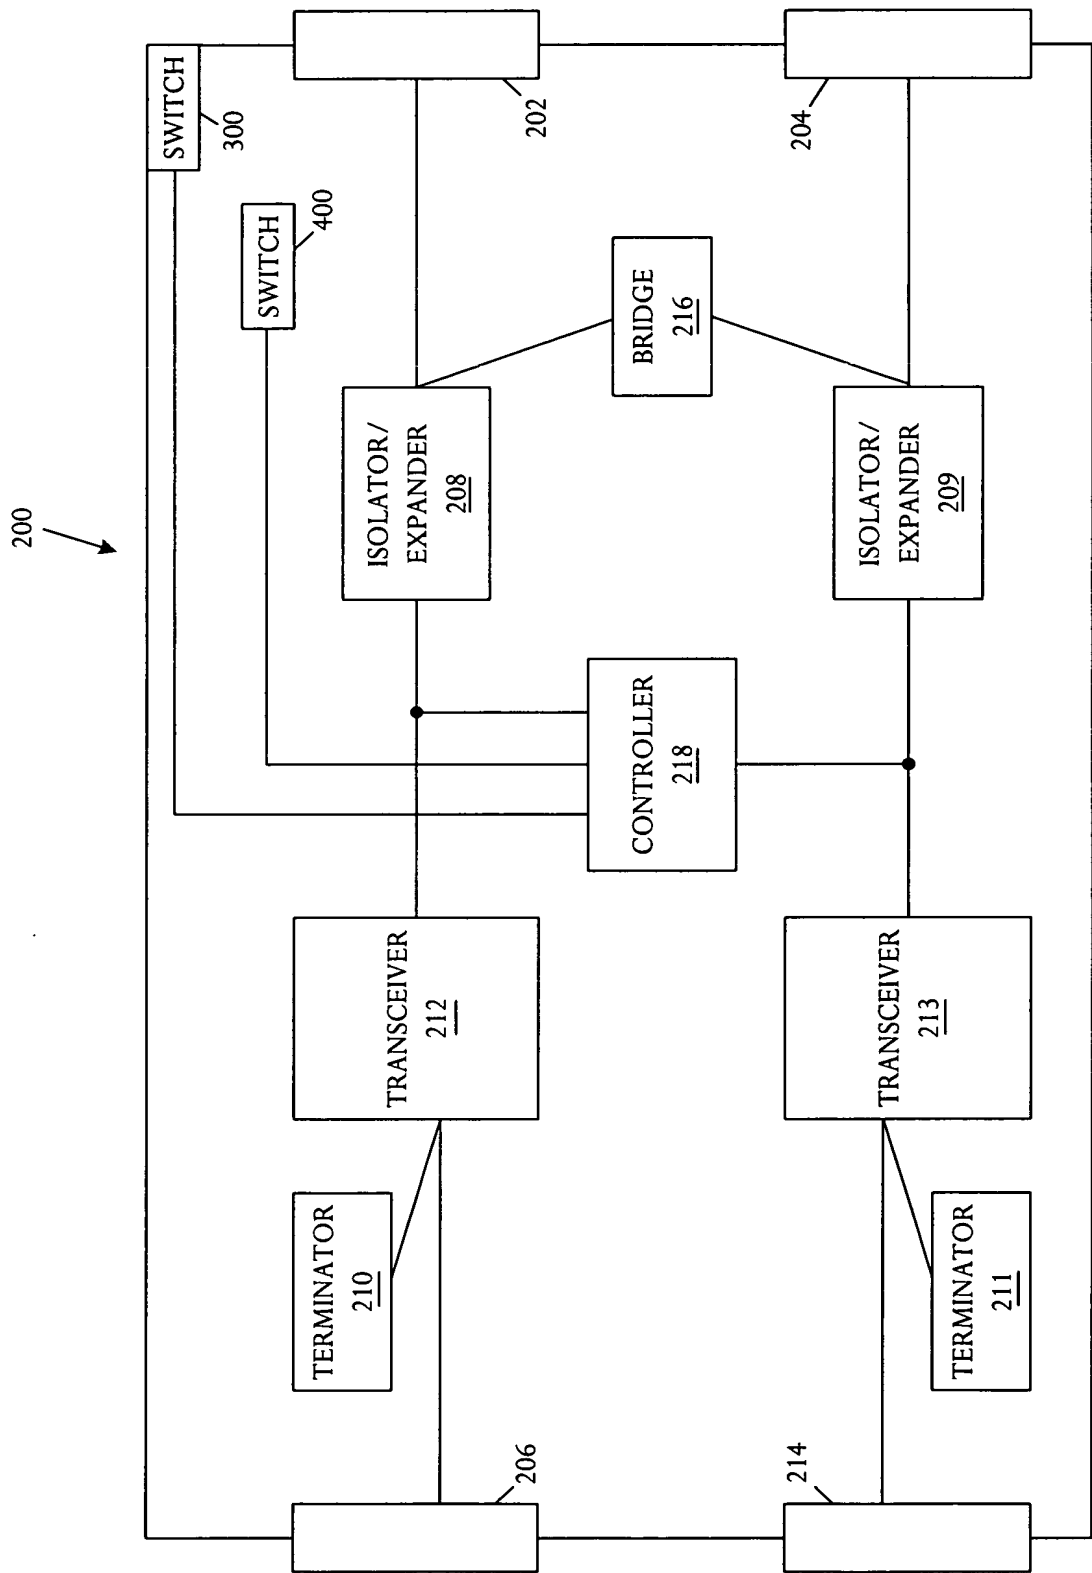 200
SWITCH
300
SWITCH
400
202
204
ISOLATOR/
EXPANDER
208
BRIDGE
216
ISOLATOR/
EXPANDER
209
CONTROLLER
218
TRANSCEIVER
212
TRANSCEIVER
213
TERMINATOR
210
TERMINATOR
211
206
214